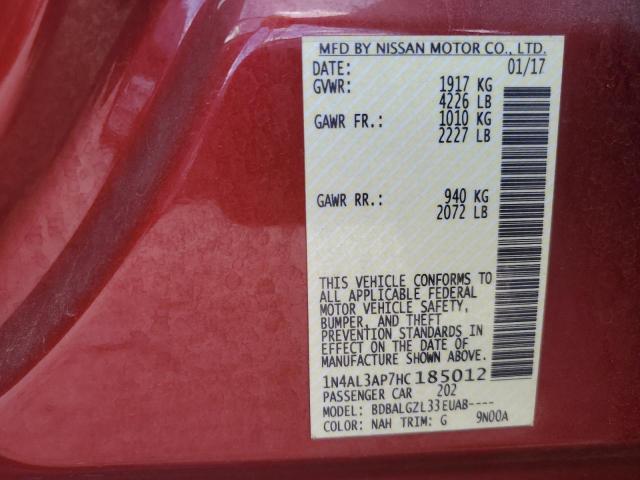 MFD BY NISSAN MOTOR CO., LTD.
DATE: 01/17
GVWR: 1917 KG
4226 LB
GAWR FR.: 1010 KG
2227 LB
GAWR RR.: 940 KG
2072 LB
THIS VEHICLE CONFORMS TO
ALL APPLICABLE FEDERAL
MOTOR VEHICLE SAFETY,
BUMPER, AND THEFT
PREVENTION STANDARDS IN
EFFECT ON THE DATE OF
MANUFACTURE SHOWN ABOVE.
1N4AL3AP7HC185012
PASSENGER CAR 202
MODEL: BDBALGZL33EUAB----
COLOR: NAH TRIM: G 9N00A